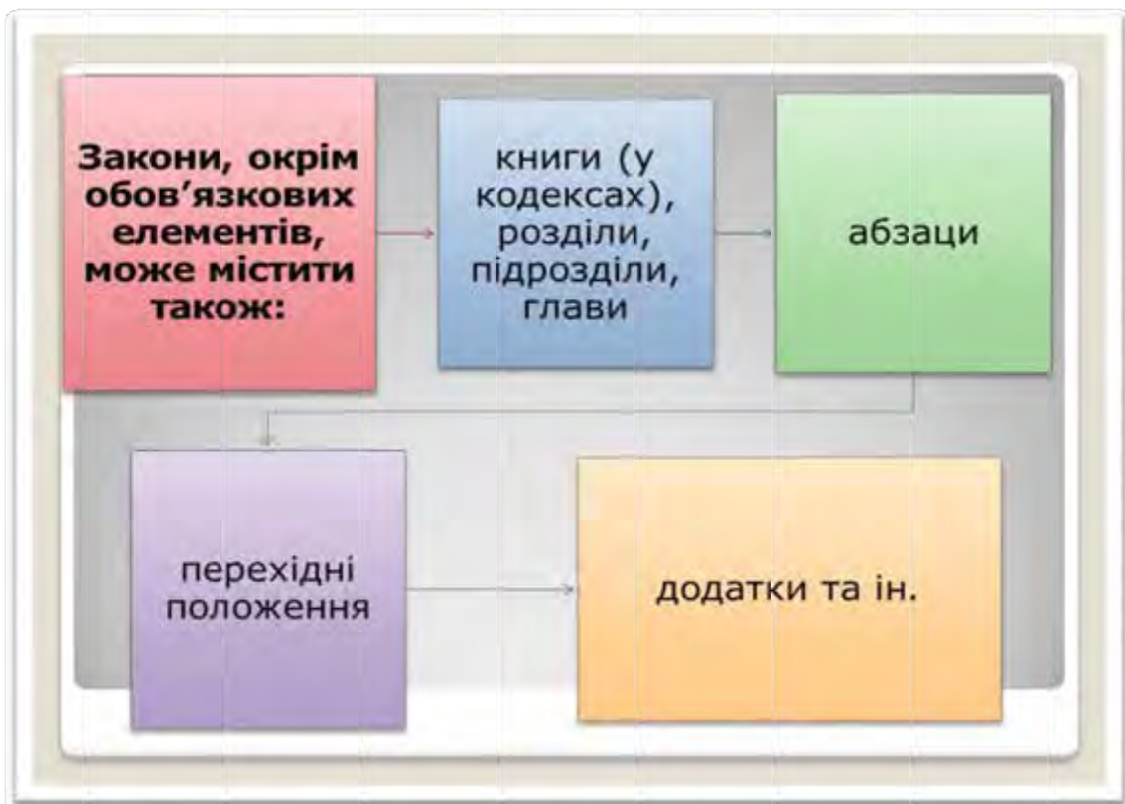 Закони, окрім
обов’язкових
елементів,
може містити
також:
книги (у
кодексах),
розділи,
підрозділи,
глави
абзаци
перехідні
положення
додатки та ін.